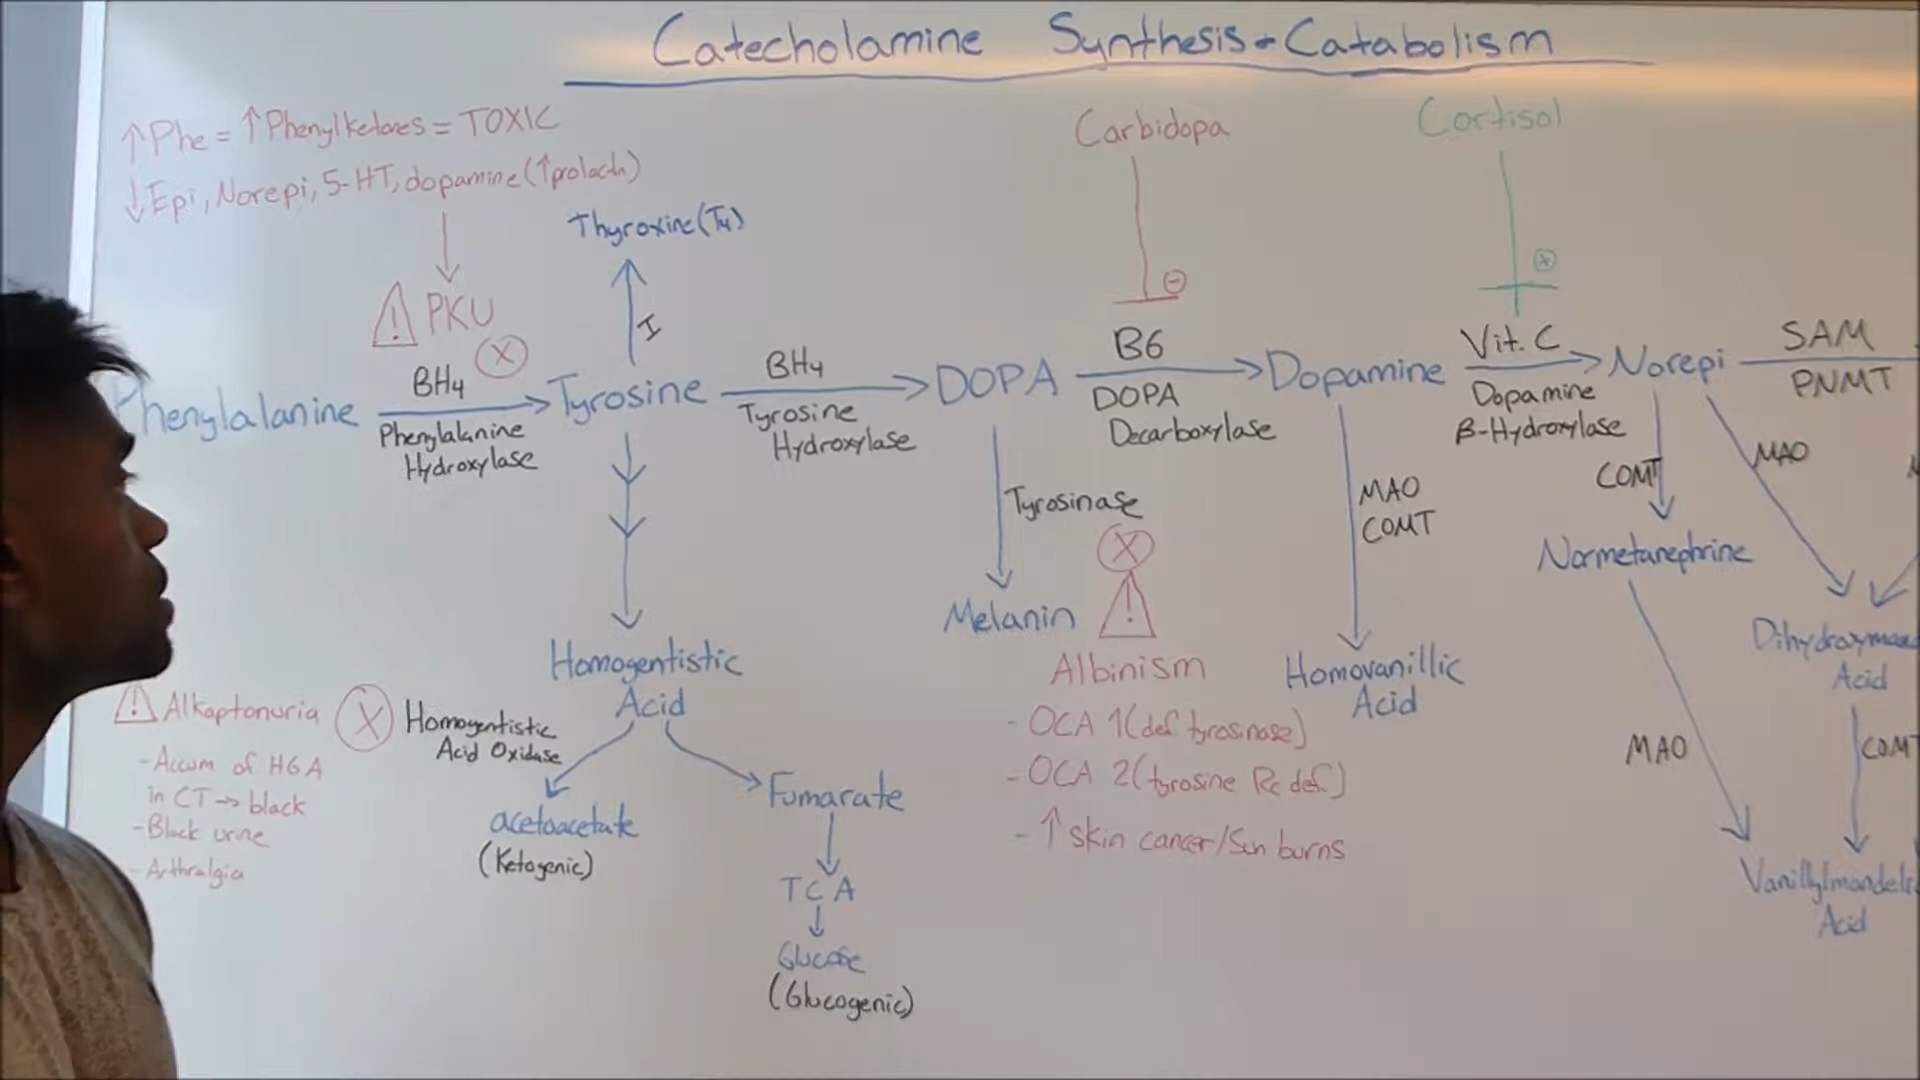 Catecholamine Synthesis + Catabolism
↑Phe = ↑Phenylketones = TOXIC
↓Epi, Norepi, 5-HT, dopamine (↑prolactn)
Carbidopa
Cortisol
Thyroxine (T4)
I
PKU
Phenylalanine
BH4
Phenylalanine
Hydroxylase
Tyrosine
BH4
Tyrosine
Hydroxylase
DOPA
B6
DOPA
Decarboxylase
Dopamine
Vit. C
Dopamine
β-Hydroxylase
Norepi
SAM
PNMT
Tyrosinase
Melanin
MAO
COMT
Homovanillic
Acid
COMT
MAO
Normetanephrine
MAO
Acid
COMT
Acid
Homogentistic
Acid
Homogentistic
Acid Oxidase
Alkaptonuria
- Accum of HGA
in CT → black
- Black urine
- Arthralgia
acetoacetate
(Ketogenic)
Fumarate
TCA
Glucose
(Glucogenic)
Albinism
- OCA 1 (def. tyrosinase)
- OCA 2 (tyrosine Rc def.)
- ↑ skin cancer/Sun burns